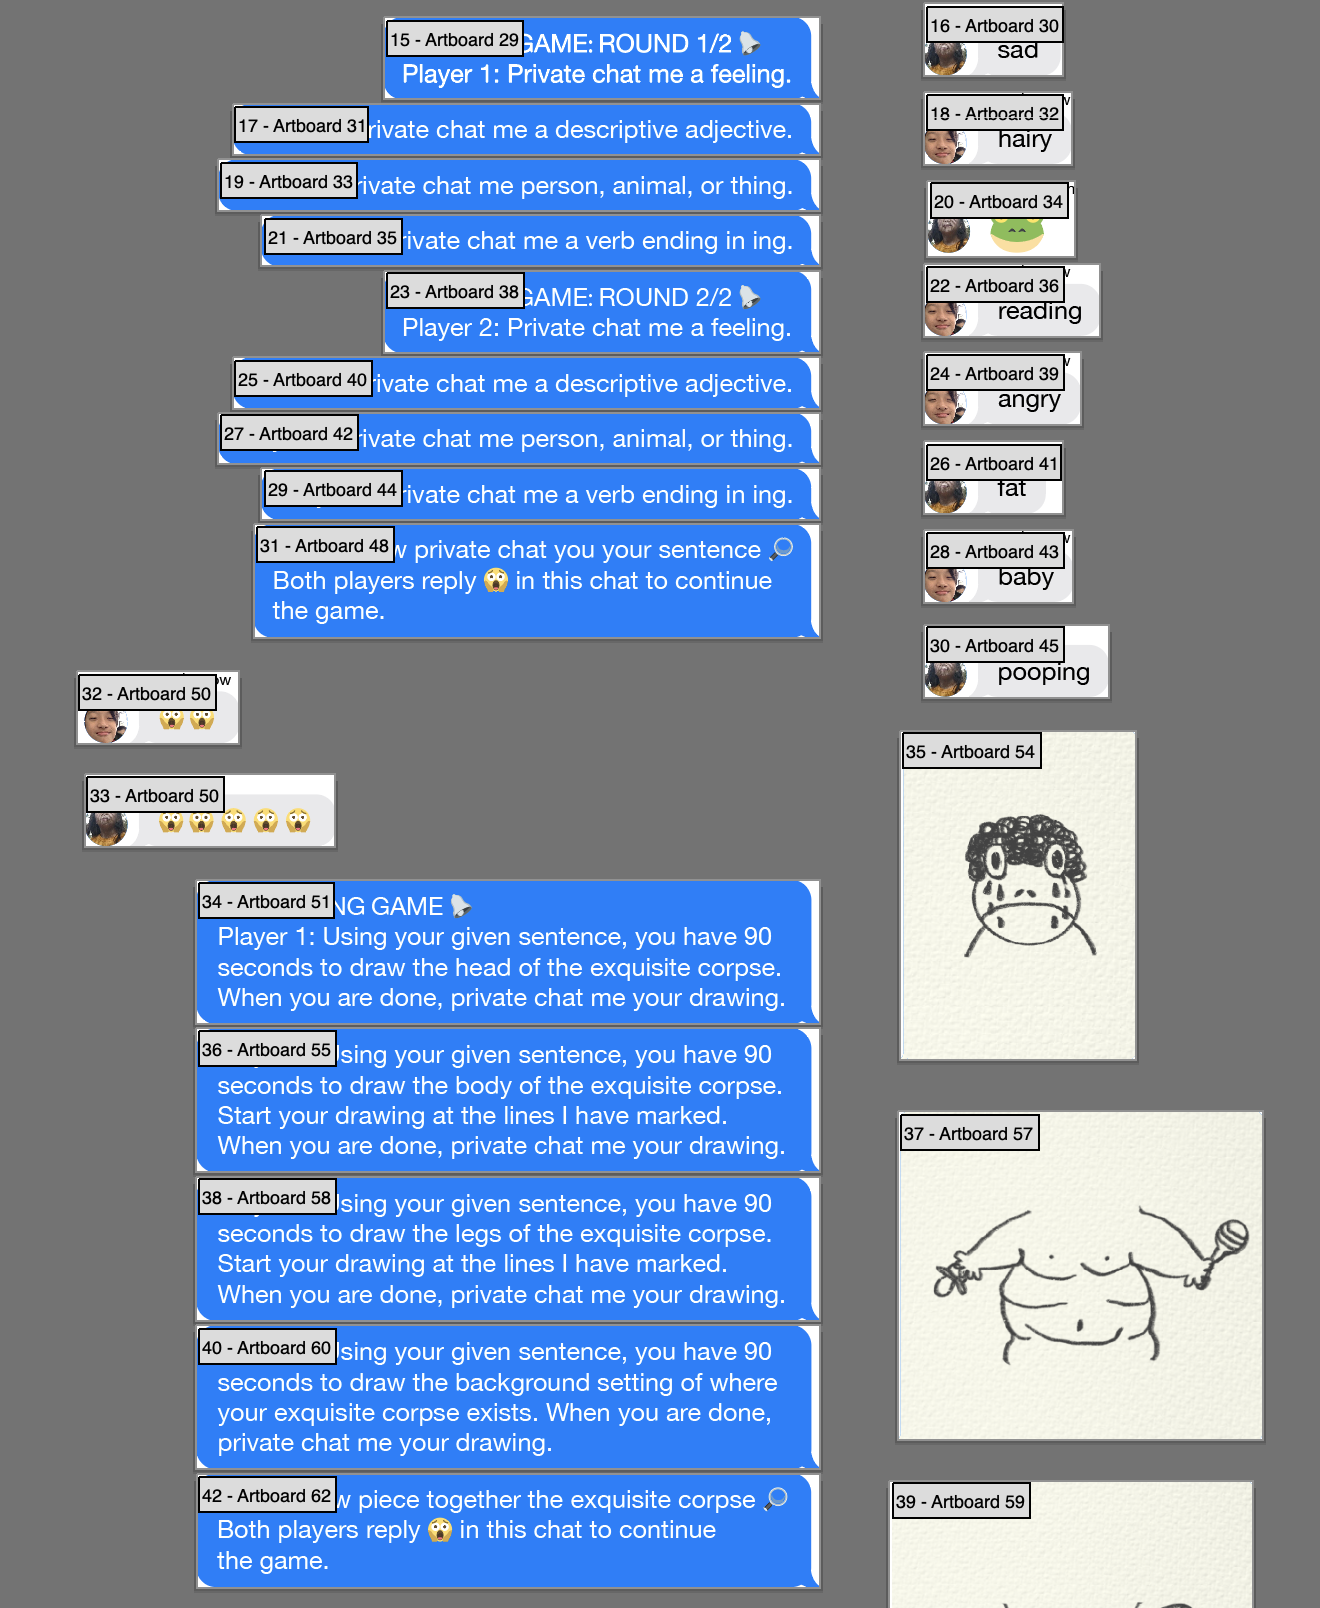 15 - Artboard 29
GAME: ROUND 1/2
Player 1: Private chat me a feeling.
16 - Artboard 30
sad
17 - Artboard 31
rivate chat me a descriptive adjective.
18 - Artboard 32
hairy
19 - Artboard 33
ivate chat me person, animal, or thing.
20 - Artboard 34
21 - Artboard 35
rivate chat me a verb ending in ing.
22 - Artboard 36
reading
23 - Artboard 38
GAME: ROUND 2/2
Player 2: Private chat me a feeling.
24 - Artboard 39
angry
25 - Artboard 40
rivate chat me a descriptive adjective.
26 - Artboard 41
fat
27 - Artboard 42
ivate chat me person, animal, or thing.
28 - Artboard 43
baby
29 - Artboard 44
rivate chat me a verb ending in ing.
30 - Artboard 45
pooping
31 - Artboard 48
w private chat you your sentence 🔎
Both players reply 😱 in this chat to continue
the game.
32 - Artboard 50
ow
33 - Artboard 50
34 - Artboard 51
NG GAME
Player 1: Using your given sentence, you have 90
seconds to draw the head of the exquisite corpse.
When you are done, private chat me your drawing.
35 - Artboard 54
36 - Artboard 55
sing your given sentence, you have 90
seconds to draw the body of the exquisite corpse.
Start your drawing at the lines I have marked.
When you are done, private chat me your drawing.
37 - Artboard 57
38 - Artboard 58
sing your given sentence, you have 90
seconds to draw the legs of the exquisite corpse.
Start your drawing at the lines I have marked.
When you are done, private chat me your drawing.
39 - Artboard 59
40 - Artboard 60
sing your given sentence, you have 90
seconds to draw the background setting of where
your exquisite corpse exists. When you are done,
private chat me your drawing.
42 - Artboard 62
w piece together the exquisite corpse 🔎
Both players reply 😱 in this chat to continue
the game.